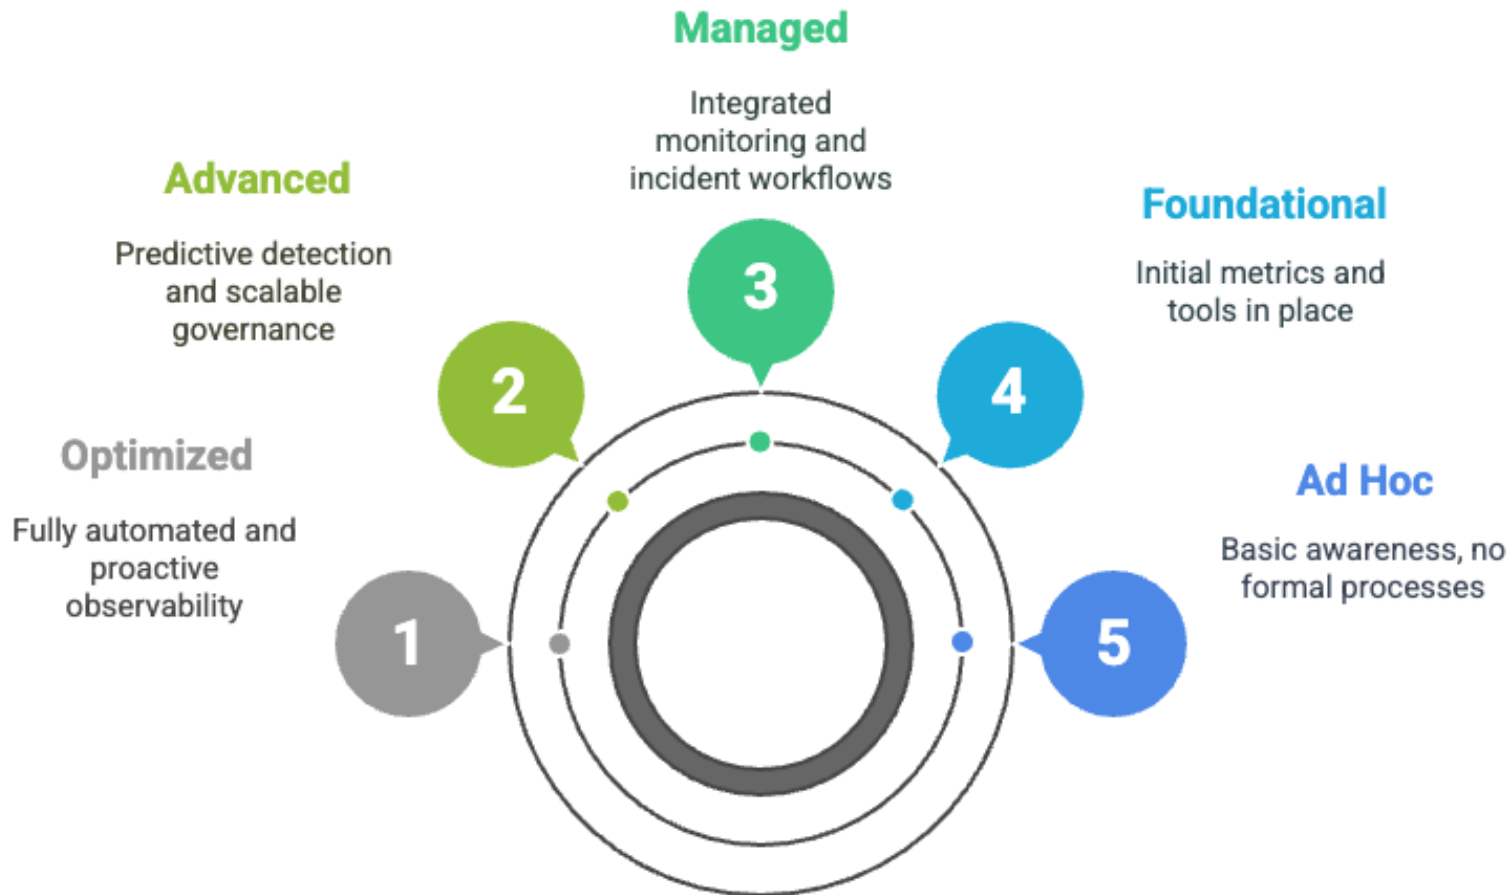 Managed
Integrated
monitoring and
incident workflows
3
Advanced
Predictive detection
and scalable
governance
2
Foundational
Initial metrics and
tools in place
4
Optimized
Fully automated and
proactive
observability
1
Ad Hoc
Basic awareness, no
formal processes
5